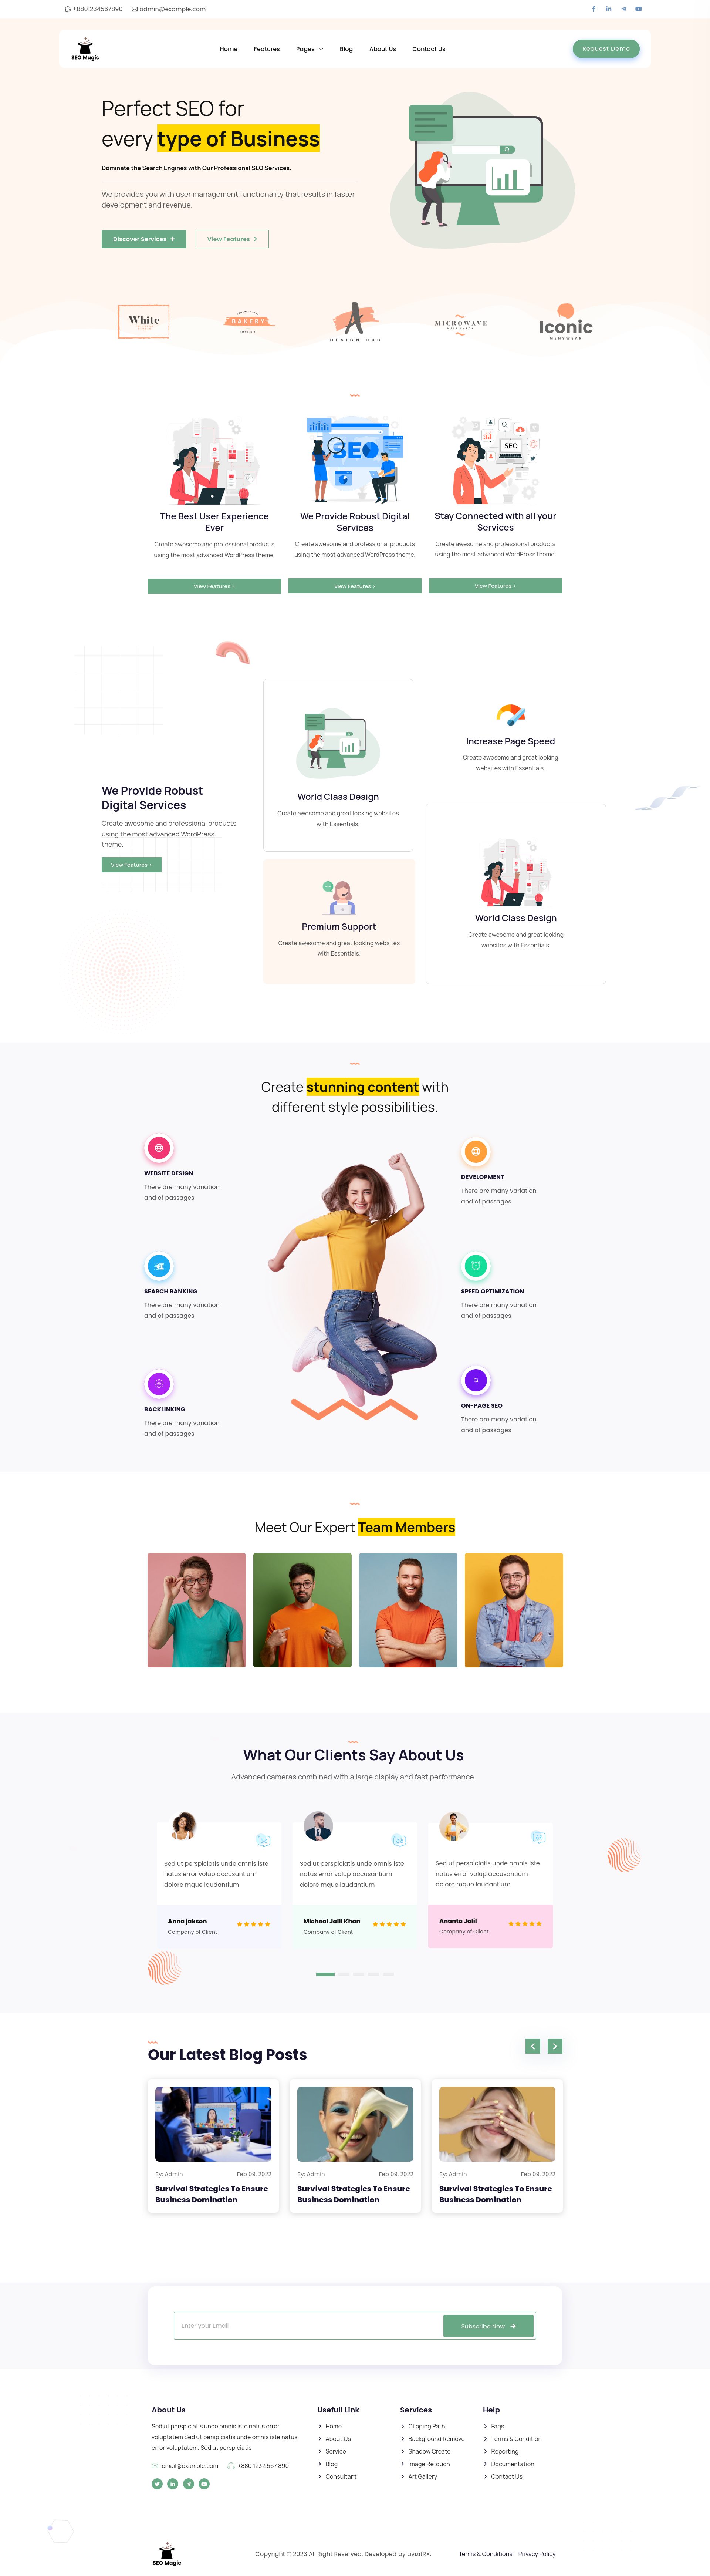 +8801234567890 admin@example.com
SEO Magic
Home Features Pages Blog About Us Contact Us
Request Demo
Perfect SEO for
every type of Business
Dominate the Search Engines with Our Professional SEO Services.
We provides you with user management functionality that results in faster
development and revenue.
Discover Services + View Features >
White
BAKERY
DESIGN HUB
MICROWAVE
HAIR SALON
Iconic
MENSWEAR
SEO
SEO
The Best User Experience
Ever
Create awesome and professional products
using the most advanced WordPress theme.
View Features >
We Provide Robust Digital
Services
Create awesome and professional products
using the most advanced WordPress theme.
View Features >
Stay Connected with all your
Services
Create awesome and professional products
using the most advanced WordPress theme.
View Features >
We Provide Robust
Digital Services
Create awesome and professional products
using the most advanced WordPress
theme.
View Features >
World Class Design
Create awesome and great looking websites
with Essentials.
Premium Support
Create awesome and great looking websites
with Essentials.
Increase Page Speed
Create awesome and great looking
websites with Essentials.
World Class Design
Create awesome and great looking
websites with Essentials.
Create stunning content with
different style possibilities.
WEBSITE DESIGN
There are many variation
and of passages
SEARCH RANKING
There are many variation
and of passages
BACKLINKING
There are many variation
and of passages
DEVELOPMENT
There are many variation
and of passages
SPEED OPTIMIZATION
There are many variation
and of passages
ON-PAGE SEO
There are many variation
and of passages
Meet Our Expert Team Members
What Our Clients Say About Us
Advanced cameras combined with a large display and fast performance.
Sed ut perspiciatis unde omnis iste
natus error volup accusantium
dolore mque laudantium
Anna jakson
Company of Client
Sed ut perspiciatis unde omnis iste
natus error volup accusantium
dolore mque laudantium
Micheal Jalil Khan
Company of Client
Sed ut perspiciatis unde omnis iste
natus error volup accusantium
dolore mque laudantium
Ananta Jalil
Company of Client
Our Latest Blog Posts
By: Admin Feb 09, 2022
Survival Strategies To Ensure
Business Domination
By: Admin Feb 09, 2022
Survival Strategies To Ensure
Business Domination
By: Admin Feb 09, 2022
Survival Strategies To Ensure
Business Domination
Enter your Email
Subscribe Now
About Us
Sed ut perspiciatis unde omnis iste natus error
voluptatem Sed ut perspiciatis unde omnis iste natus
error voluptatem. Sed ut perspiciatis
email@example.com +880 123 4567 890
Usefull Link
Home
About Us
Service
Blog
Consultant
Services
Clipping Path
Background Remove
Shadow Create
Image Retouch
Art Gallery
Help
Faqs
Terms & Condition
Reporting
Documentation
Contact Us
SEO Magic
Copyright © 2023 All Right Reserved. Developed by avizitRX.
Terms & Conditions Privacy Policy